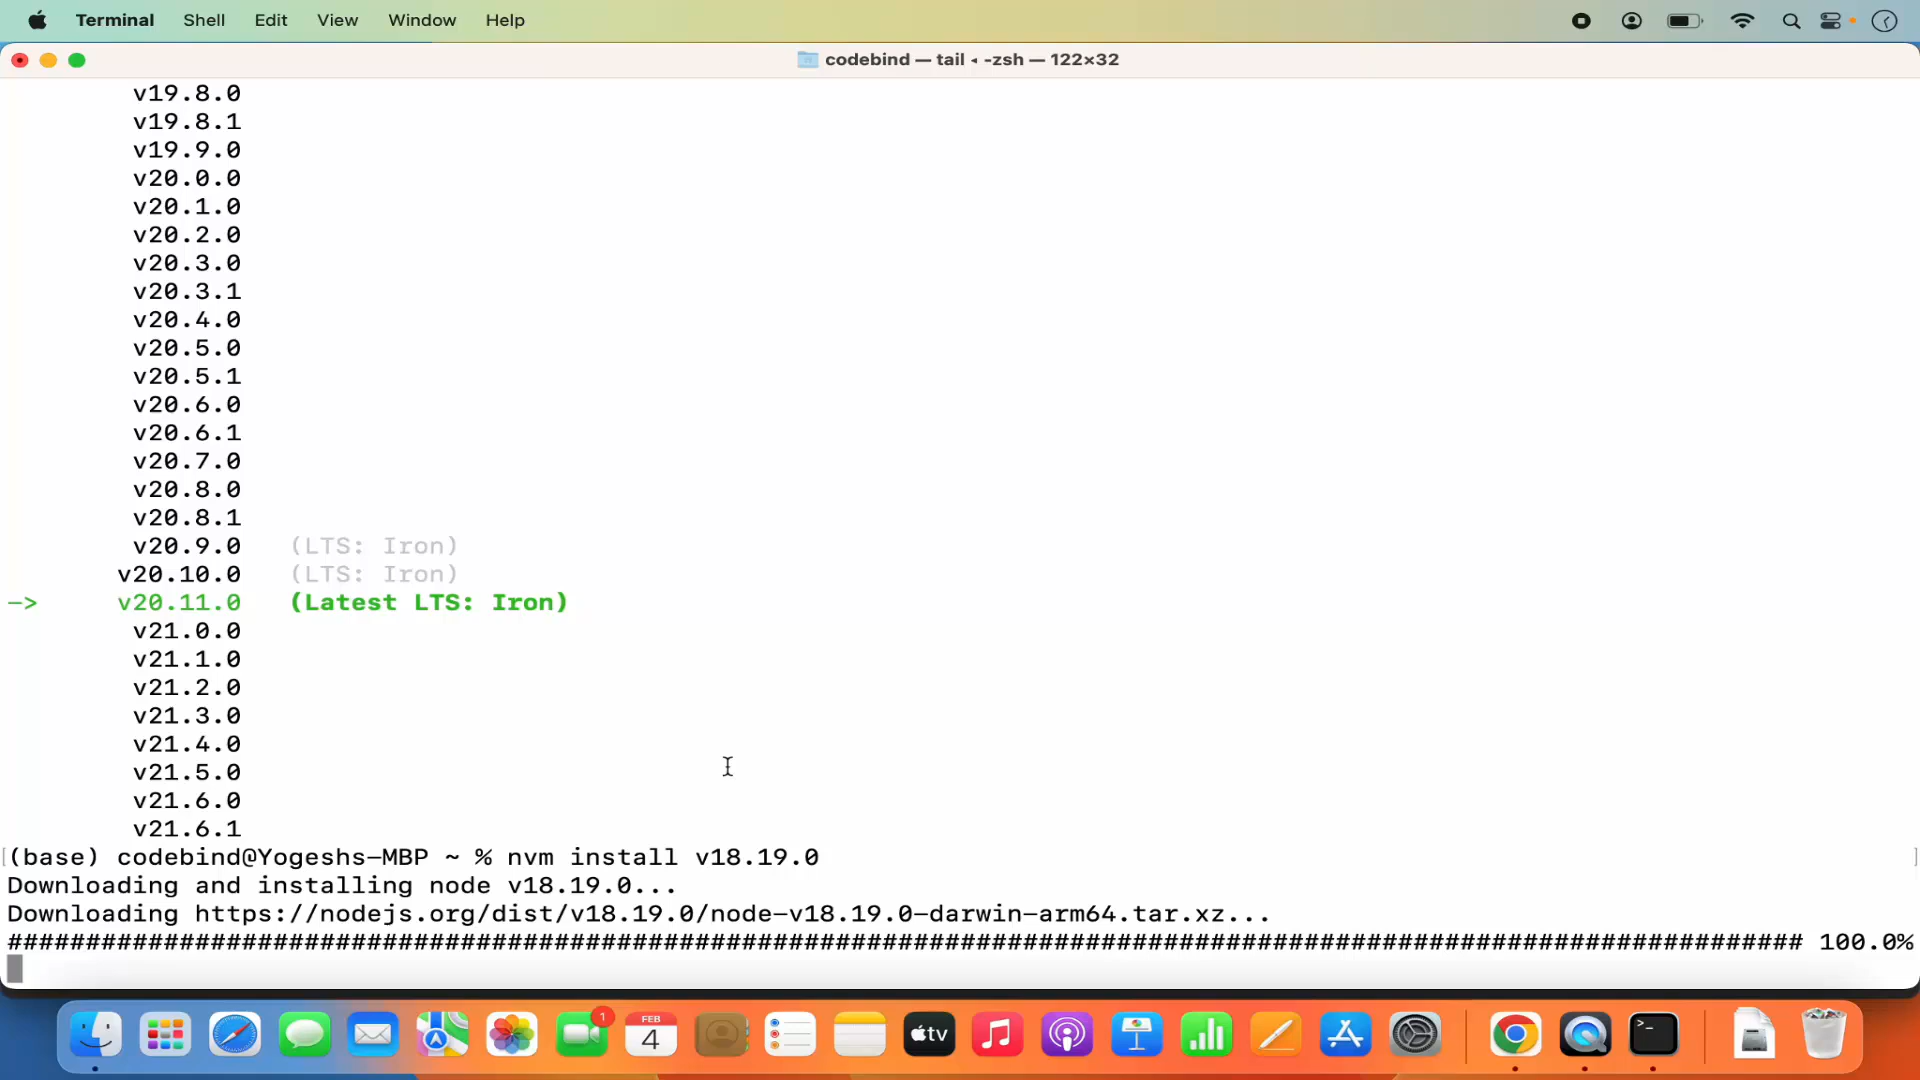 Terminal Shell Edit View Window Help
codebind — tail ◂ -zsh — 122×32
v19.8.0
v19.8.1
v19.9.0
v20.0.0
v20.1.0
v20.2.0
v20.3.0
v20.3.1
v20.4.0
v20.5.0
v20.5.1
v20.6.0
v20.6.1
v20.7.0
v20.8.0
v20.8.1
v20.9.0 (LTS: Iron)
v20.10.0 (LTS: Iron)
-> v20.11.0 (Latest LTS: Iron)
v21.0.0
v21.1.0
v21.2.0
v21.3.0
v21.4.0
v21.5.0
v21.6.0
v21.6.1
[(base) codebind@Yogeshs-MBP ~ % nvm install v18.19.0 ]
Downloading and installing node v18.19.0...
Downloading https://nodejs.org/dist/v18.19.0/node-v18.19.0-darwin-arm64.tar.xz...
################################################################################################################### 100.0%
1
FEB
4
tv
>_